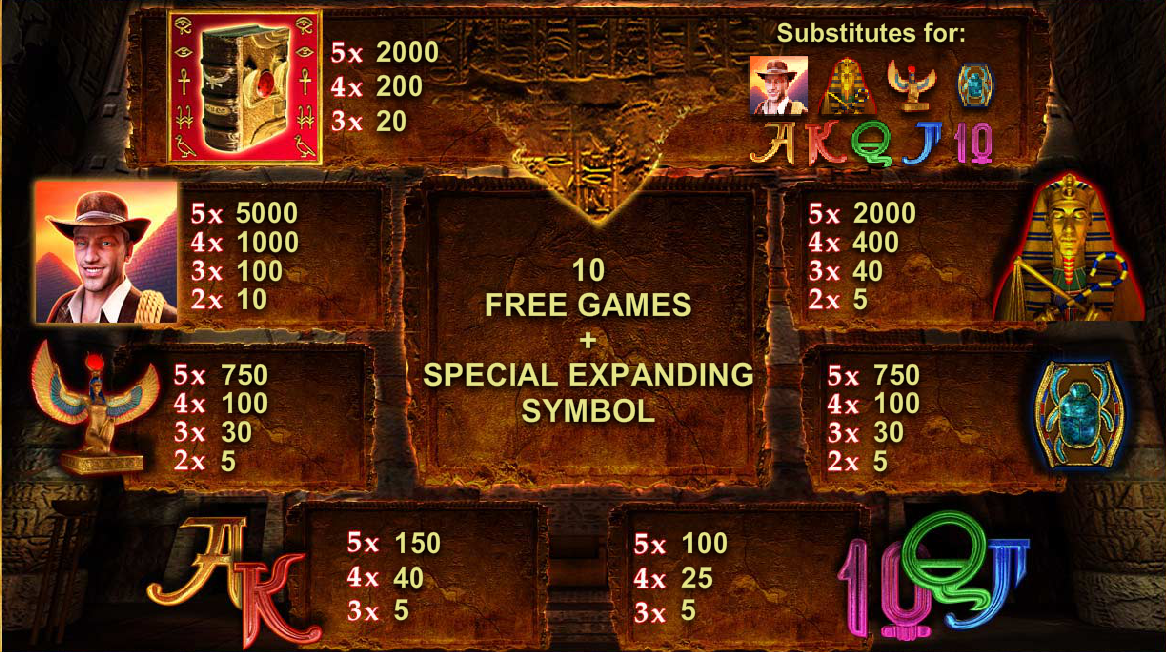 5x 2000
4x 200
3x 20
Substitutes for:
A K Q J 10
5x 5000
4x 1000
3x 100
2x 10
10
FREE GAMES
+
SPECIAL EXPANDING
SYMBOL
5x 2000
4x 400
3x 40
2x 5
5x 750
4x 100
3x 30
2x 5
5x 750
4x 100
3x 30
2x 5
A K
5x 150
4x 40
3x 5
5x 100
4x 25
3x 5
10 Q J